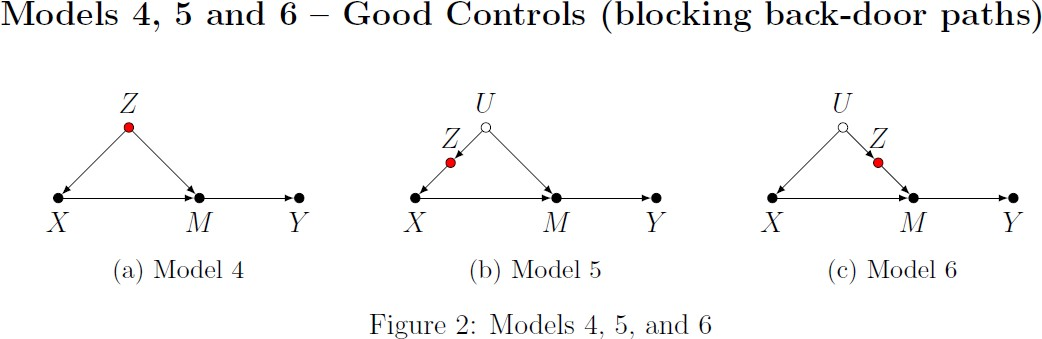 Models 4, 5 and 6 – Good Controls (blocking back-door paths)
Z
X M Y
(a) Model 4
U
Z
X M Y
(b) Model 5
U
Z
X M Y
(c) Model 6
Figure 2: Models 4, 5, and 6